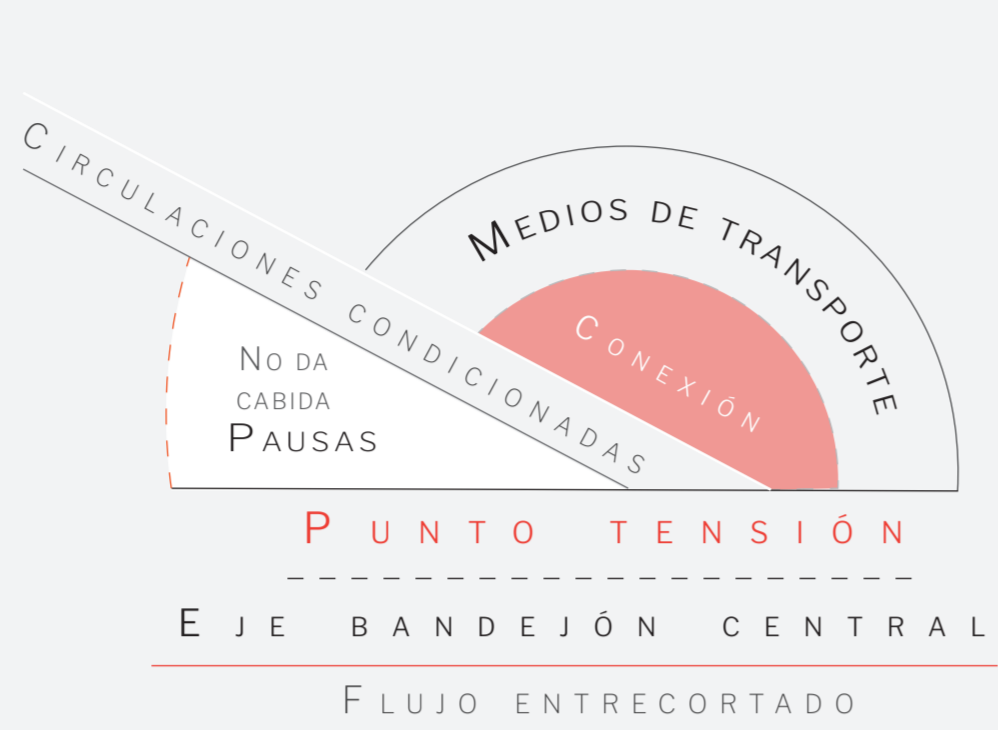 Circulaciones condicionadas
Medios de transporte
Conexión
No da
cabida
Pausas
Punto tensión
Eje bandejón central
Flujo entrecortado